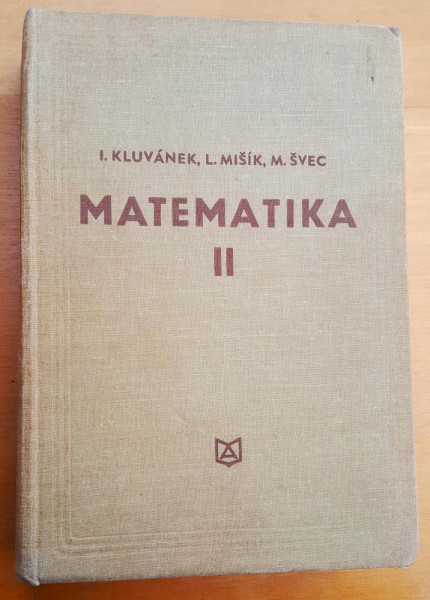 I. KLUVÁNEK, L. MIŠÍK, M. ŠVEC
MATEMATIKA
II